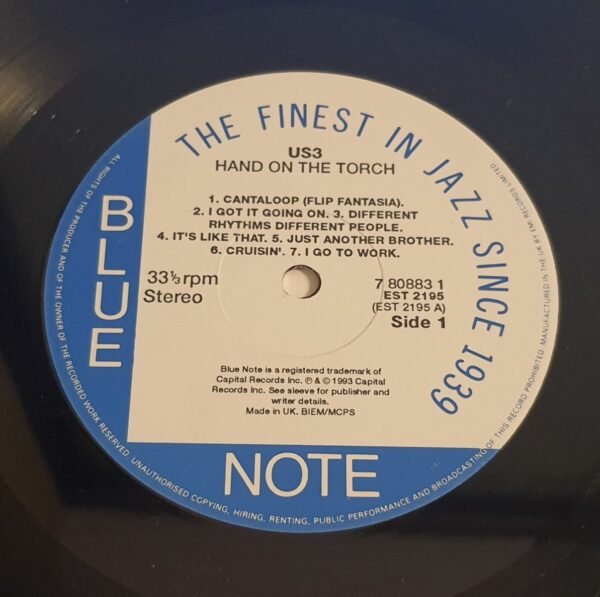 THE FINEST IN JAZZ SINCE 1939
US3
HAND ON THE TORCH
1. CANTALOOP (FLIP FANTASIA).
2. I GOT IT GOING ON. 3. DIFFERENT
RHYTHMS DIFFERENT PEOPLE.
4. IT'S LIKE THAT. 5. JUST ANOTHER BROTHER.
6. CRUISIN'. 7. I GO TO WORK.
33⅓ rpm
Stereo
7 80883 1
EST 2195
(EST 2195 A)
Side 1
Blue Note is a registered trademark of
Capital Records Inc. ℗ & © 1993 Capital
Records Inc. See sleeve for publisher and
writer details.
Made in UK. BIEM/MCPS
BLUE
NOTE
ALL RIGHTS OF THE PRODUCER AND OF THE OWNER OF THE RECORDED WORK RESERVED. UNAUTHORISED COPYING, HIRING, RENTING, PUBLIC PERFORMANCE AND BROADCASTING OF THIS RECORD PROHIBITED. MANUFACTURED IN THE UK BY EMI RECORDS LIMITED.